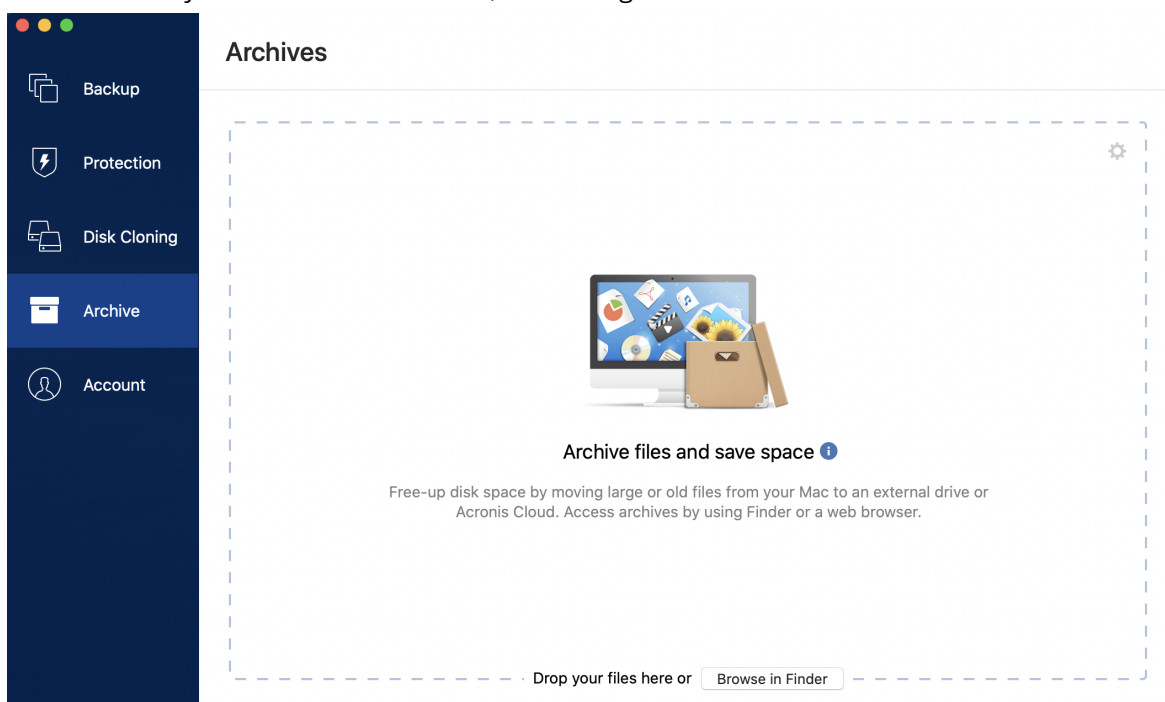 Archives
Backup
Protection
Disk Cloning
Archive
Account
Archive files and save space
Free-up disk space by moving large or old files from your Mac to an external drive or
Acronis Cloud. Access archives by using Finder or a web browser.
Drop your files here or Browse in Finder